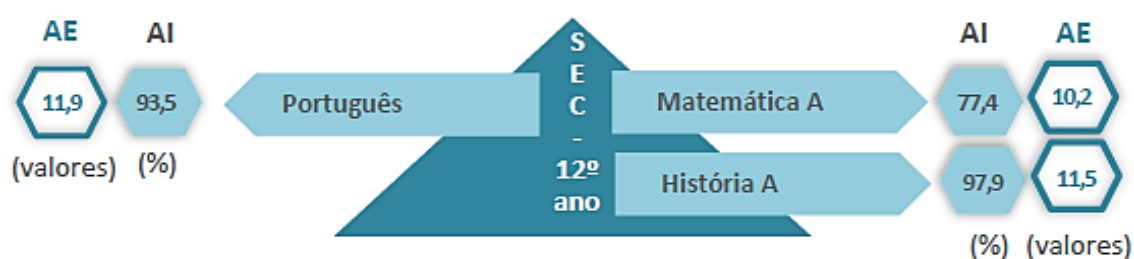 AE AI
11,9 93,5
(valores) (%)
Português
S
E
C
-
12º
ano
AI AE
Matemática A 77,4 10,2
História A 97,9 11,5
(%) (valores)